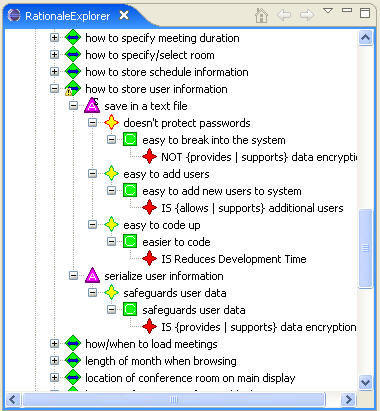 RationaleExplorer
how to specify meeting duration
how to specify/select room
how to store schedule information
how to store user information
save in a text file
doesn't protect passwords
easy to break into the system
NOT {provides | supports} data encryptio
easy to add users
easy to add new users to system
IS {allows | supports} additional users
easy to code up
easier to code
IS Reduces Development Time
serialize user information
safeguards user data
safeguards user data
IS {provides | supports} data encryption
how/when to load meetings
length of month when browsing
location of conference room on main display